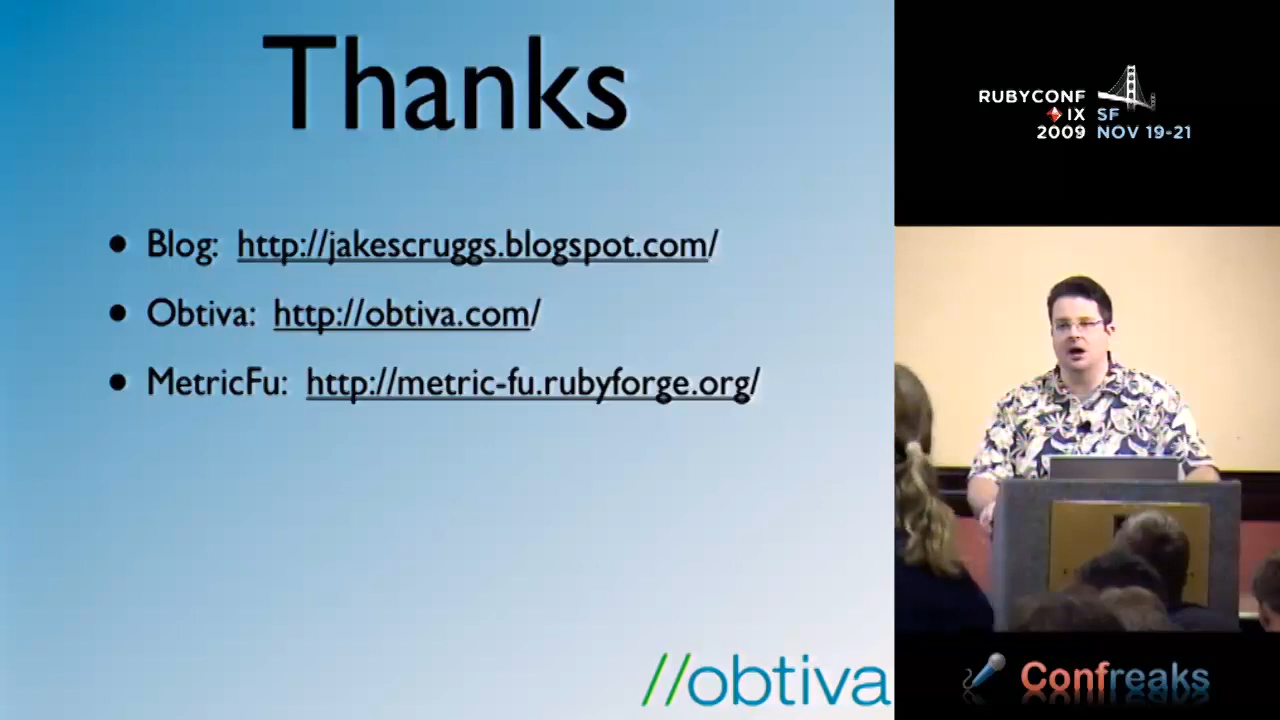 Thanks
• Blog: http://jakescruggs.blogspot.com/
• Obtiva: http://obtiva.com/
• MetricFu: http://metric-fu.rubyforge.org/
//obtiva
RUBYCONF
IX SF
2009 NOV 19-21
Confreaks